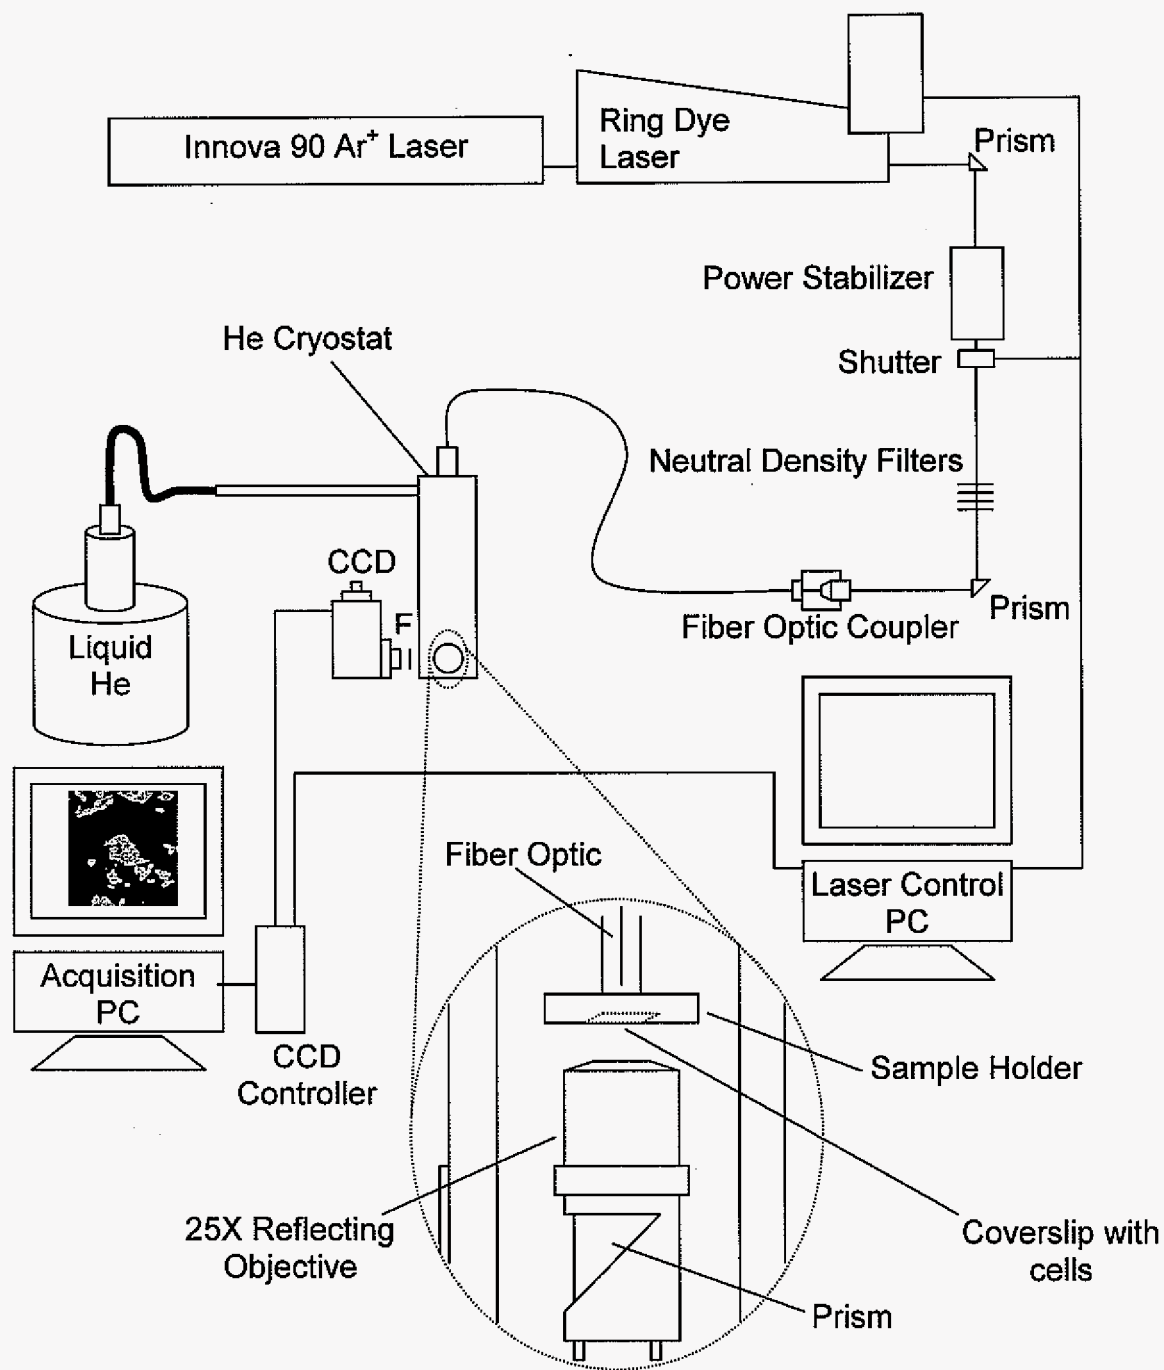 Innova 90 Ar⁺ Laser
Ring Dye
Laser
Prism
Power Stabilizer
Shutter
He Cryostat
Neutral Density Filters
CCD
F
Prism
Fiber Optic Coupler
Liquid
He
Fiber Optic
Laser Control
PC
Acquisition
PC
CCD
Controller
Sample Holder
25X Reflecting
Objective
Coverslip with
cells
Prism